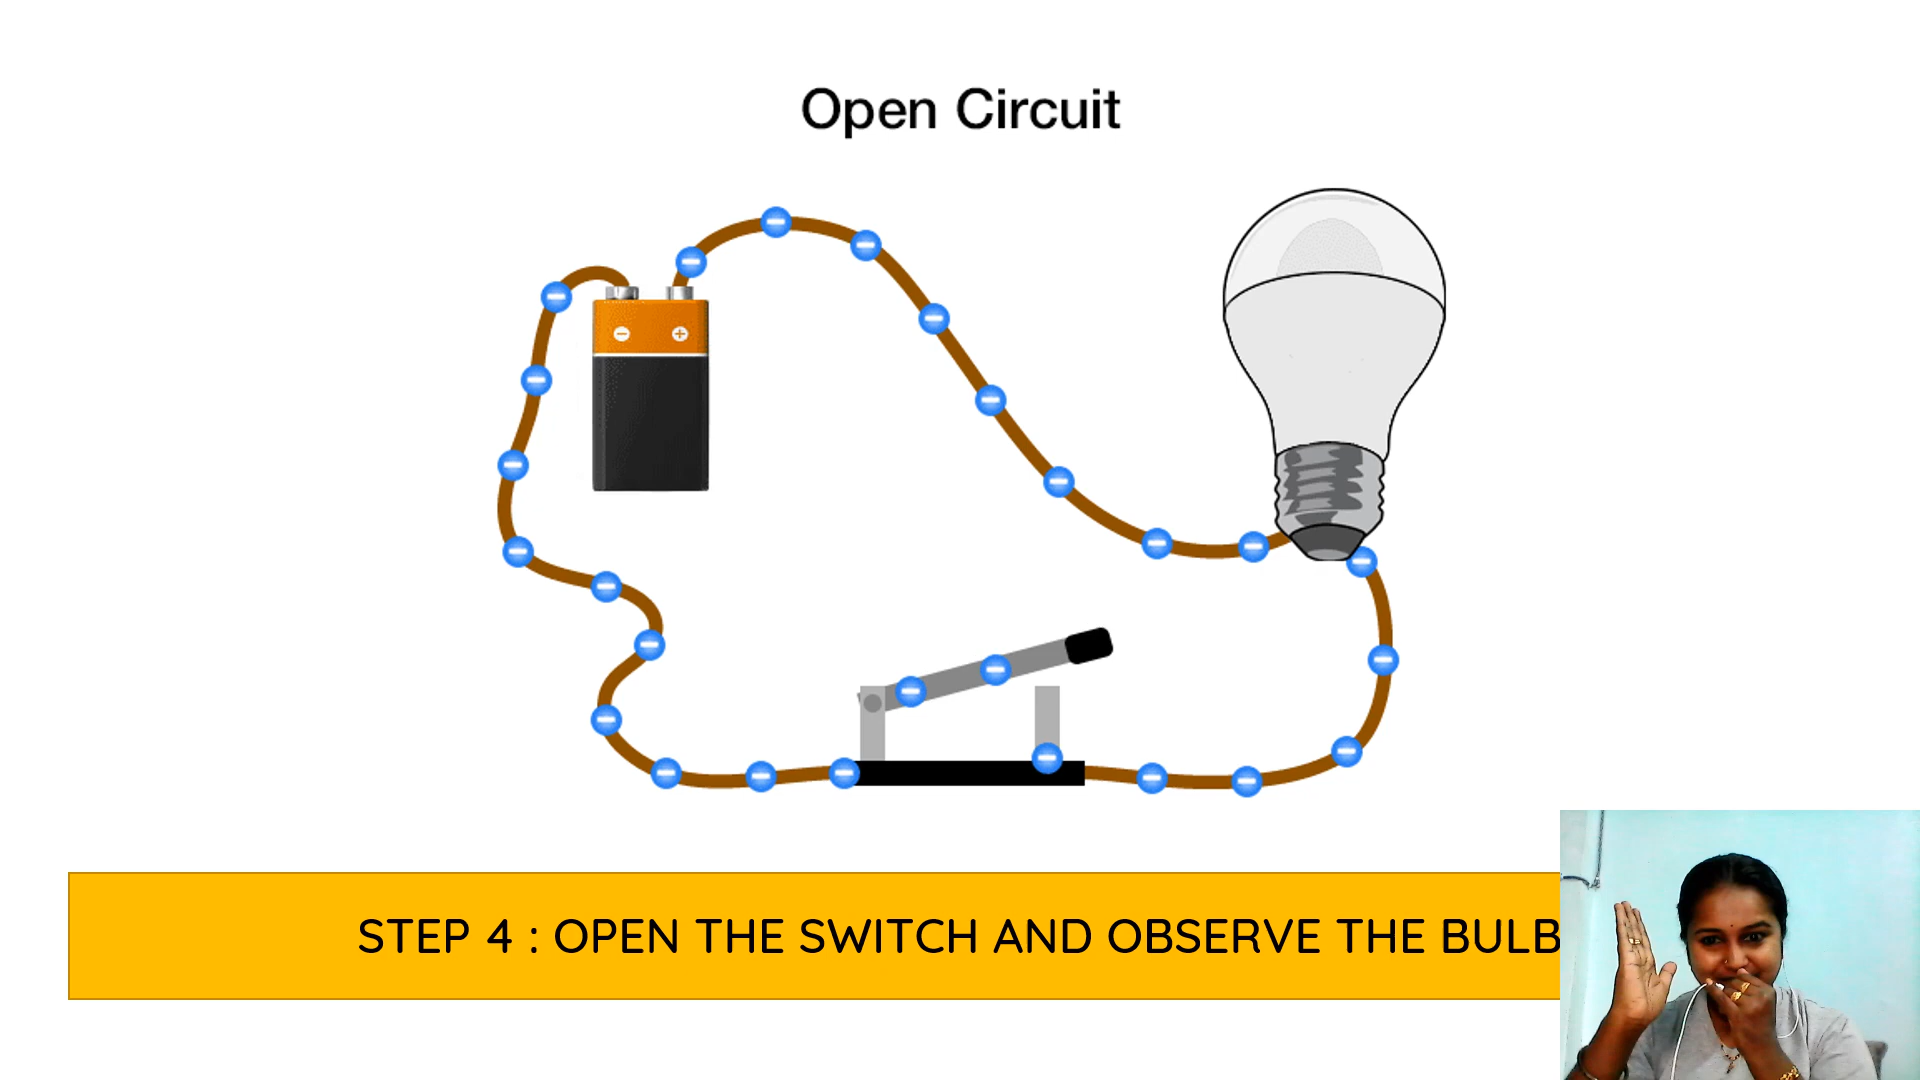 Open Circuit
− +
STEP 4 : OPEN THE SWITCH AND OBSERVE THE BULB